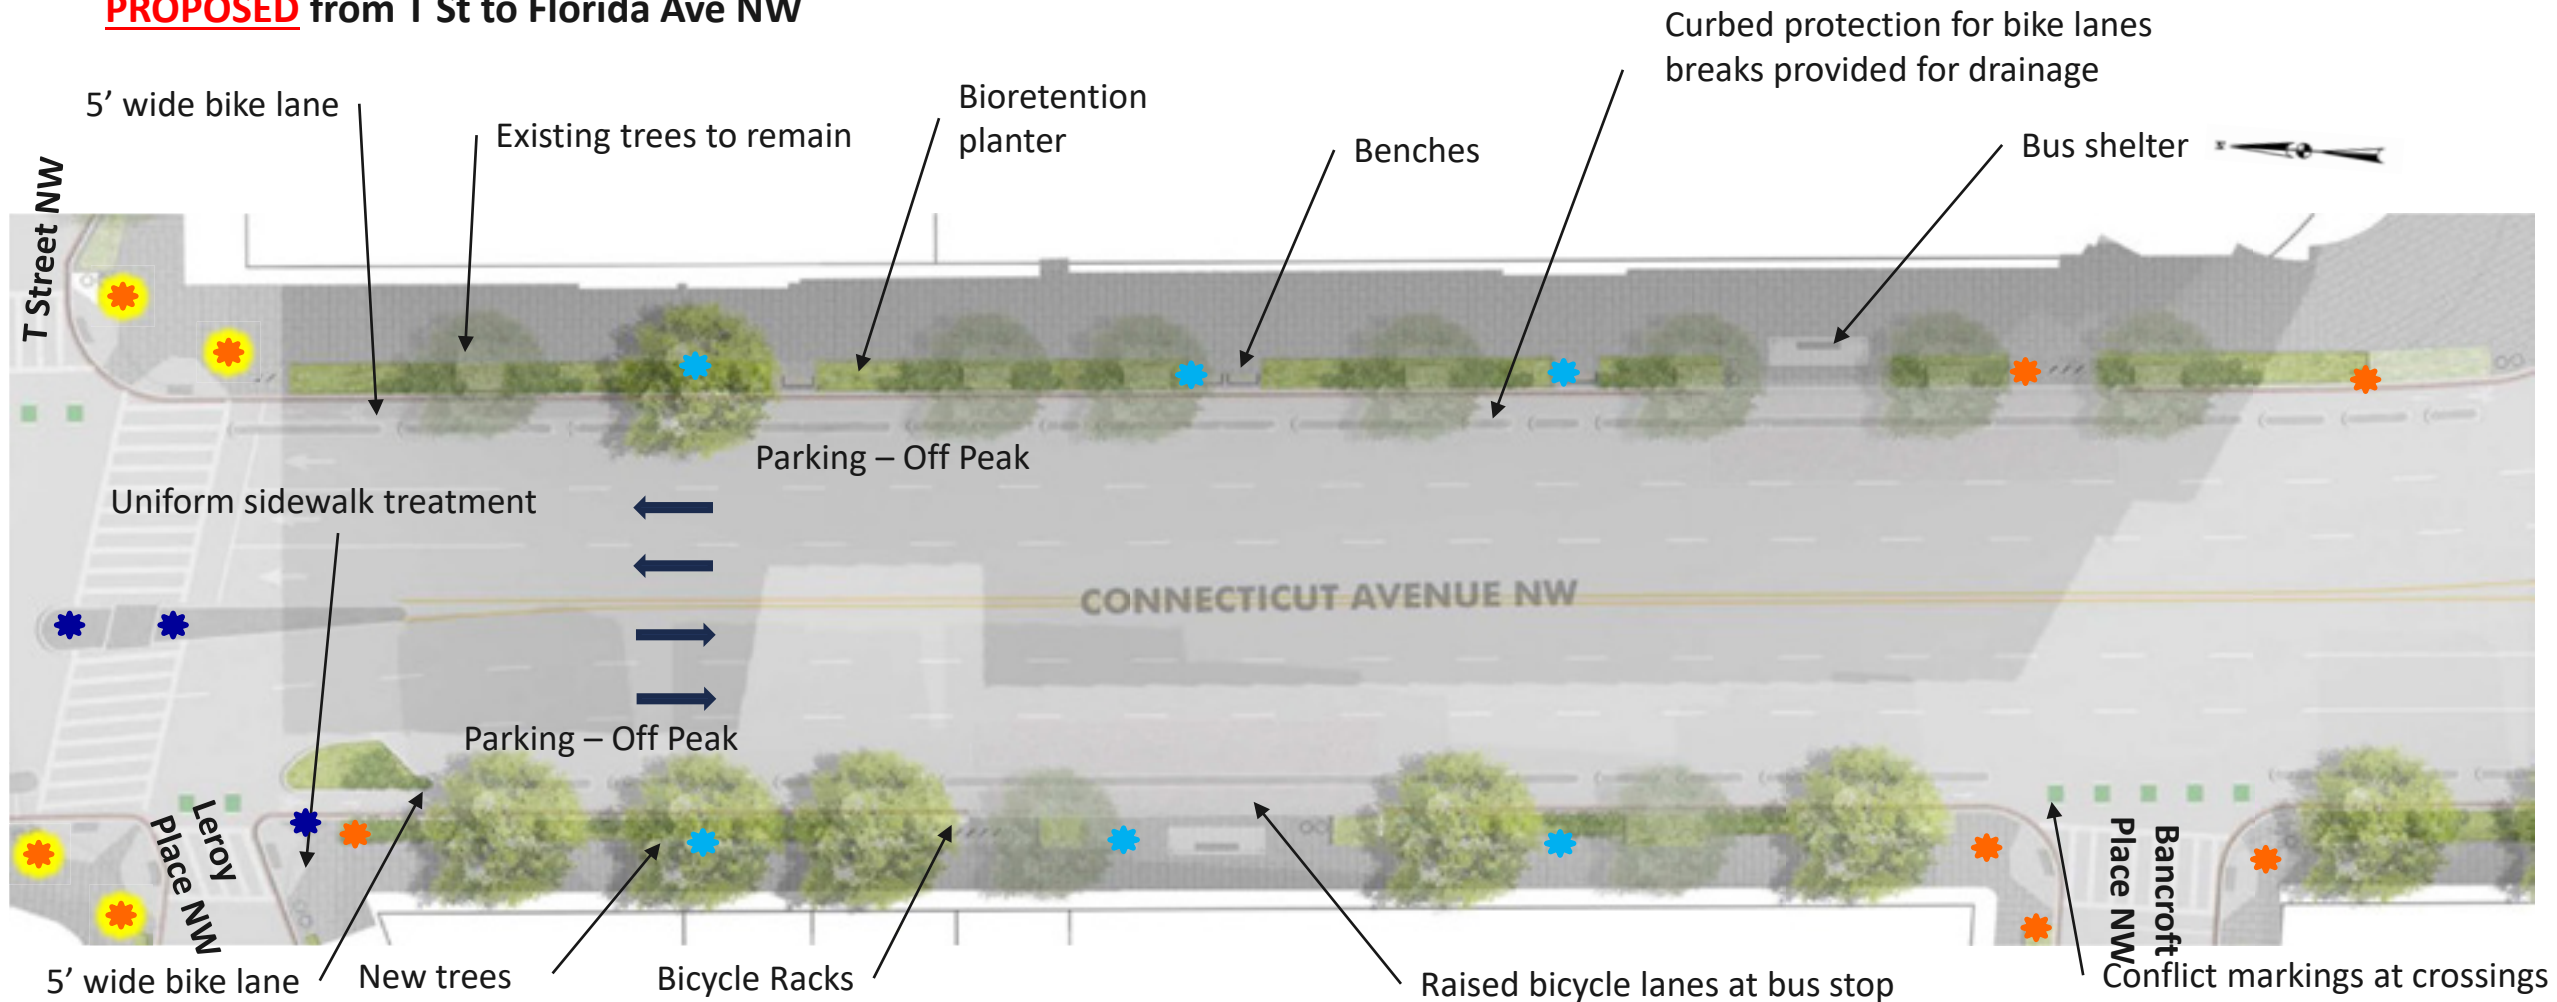 PROPOSED from T St to Florida Ave NW
Curbed protection for bike lanes
breaks provided for drainage
5’ wide bike lane
Existing trees to remain
Bioretention
planter
Benches
Bus shelter
T Street NW
Parking – Off Peak
Uniform sidewalk treatment
CONNECTICUT AVENUE NW
Parking – Off Peak
Leroy
Place NW
Bancroft
Place NW
5’ wide bike lane
New trees
Bicycle Racks
Raised bicycle lanes at bus stop
Conflict markings at crossings